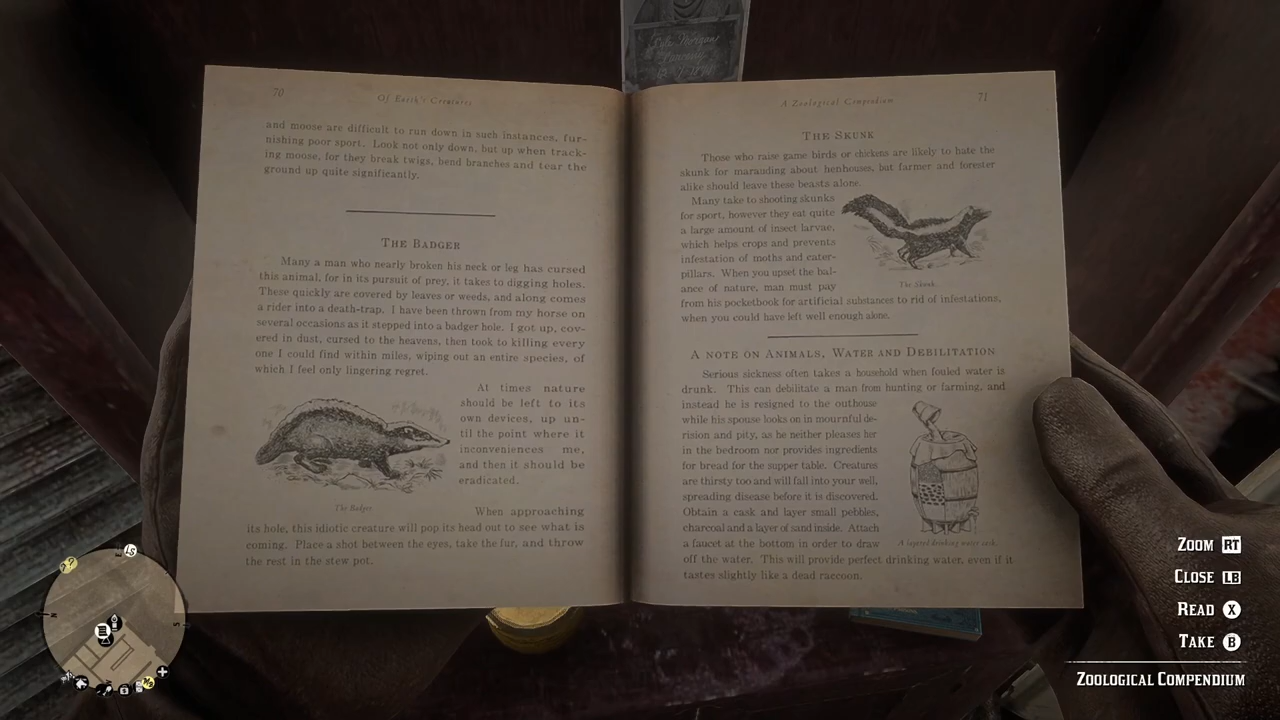 70
Of Earth's Creatures
and moose are difficult to run down in such instances, fur-
nishing poor sport. Look not only down, but up when track-
ing moose, for they break twigs, bend branches and tear the
ground up quite significantly.
The Badger
Many a man who nearly broken his neck or leg has cursed
this animal, for in its pursuit of prey, it takes to digging holes.
These quickly are covered by leaves or weeds, and along comes
a rider into a death-trap. I have been thrown from my horse on
several occasions as it stepped into a badger hole. I got up, cov-
ered in dust, cursed to the heavens, then took to killing every
one I could find within miles, wiping out an entire species, of
which I feel only lingering regret.
At times nature
should be left to its
own devices, up un-
til the point where it
inconveniences me,
and then it should be
eradicated.
The Badger
When approaching
its hole, this idiotic creature will pop its head out to see what is
coming. Place a shot between the eyes, take the fur, and throw
the rest in the stew pot.
A Zoological Compendium
71
The Skunk
Those who raise game birds or chickens are likely to hate the
skunk for marauding about henhouses, but farmer and forester
alike should leave these beasts alone.
Many take to shooting skunks
for sport, however they eat quite
a large amount of insect larvae,
which helps crops and prevents
infestation of moths and cater-
pillars. When you upset the bal-
ance of nature, man must pay
The Skunk
from his pocketbook for artificial substances to rid of infestations,
when you could have left well enough alone.
A note on Animals, Water and Debilitation
Serious sickness often takes a household when fouled water is
drunk. This can debilitate a man from hunting or farming, and
instead he is resigned to the outhouse
while his spouse looks on in mournful de-
rision and pity, as he neither pleases her
in the bedroom nor provides ingredients
for bread for the supper table. Creatures
are thirsty too and will fall into your well,
spreading disease before it is discovered.
Obtain a cask and layer small pebbles,
charcoal and a layer of sand inside. Attach
a faucet at the bottom in order to draw
A layered drinking water cask.
off the water. This will provide perfect drinking water, even if it
tastes slightly like a dead raccoon.
Zoom RT
Close LB
Read X
Take B
Zoological Compendium
LS